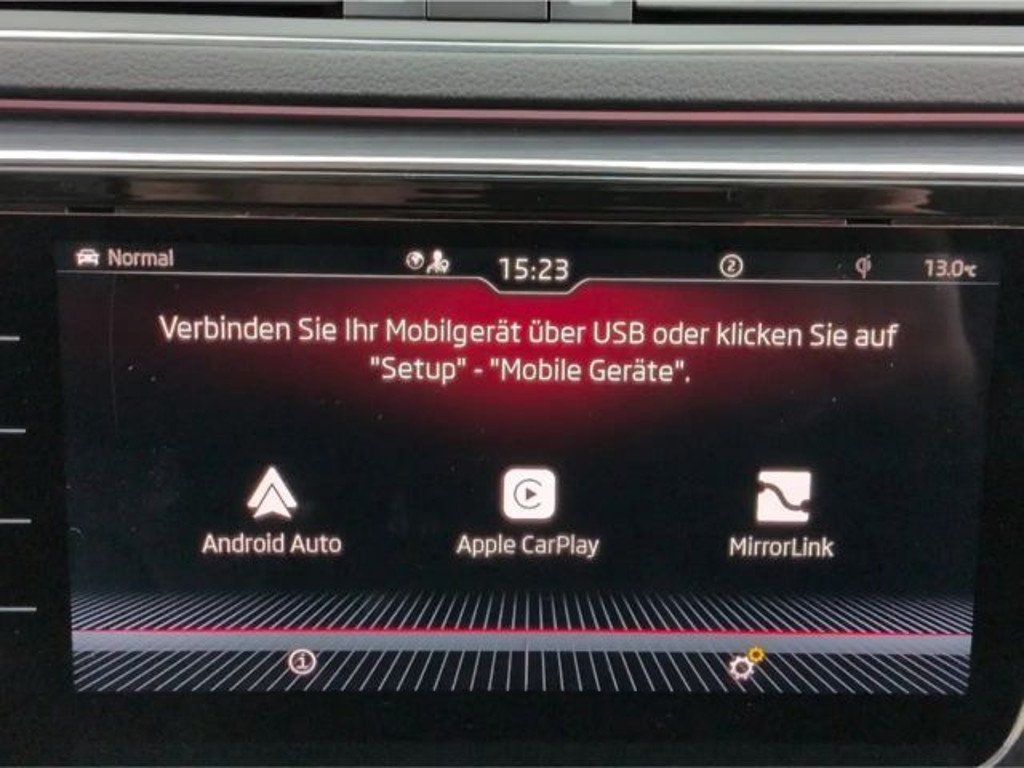 Normal
15:23
2
13.0°C
Verbinden Sie Ihr Mobilgerät über USB oder klicken Sie auf
"Setup" - "Mobile Geräte".
Android Auto
Apple CarPlay
MirrorLink